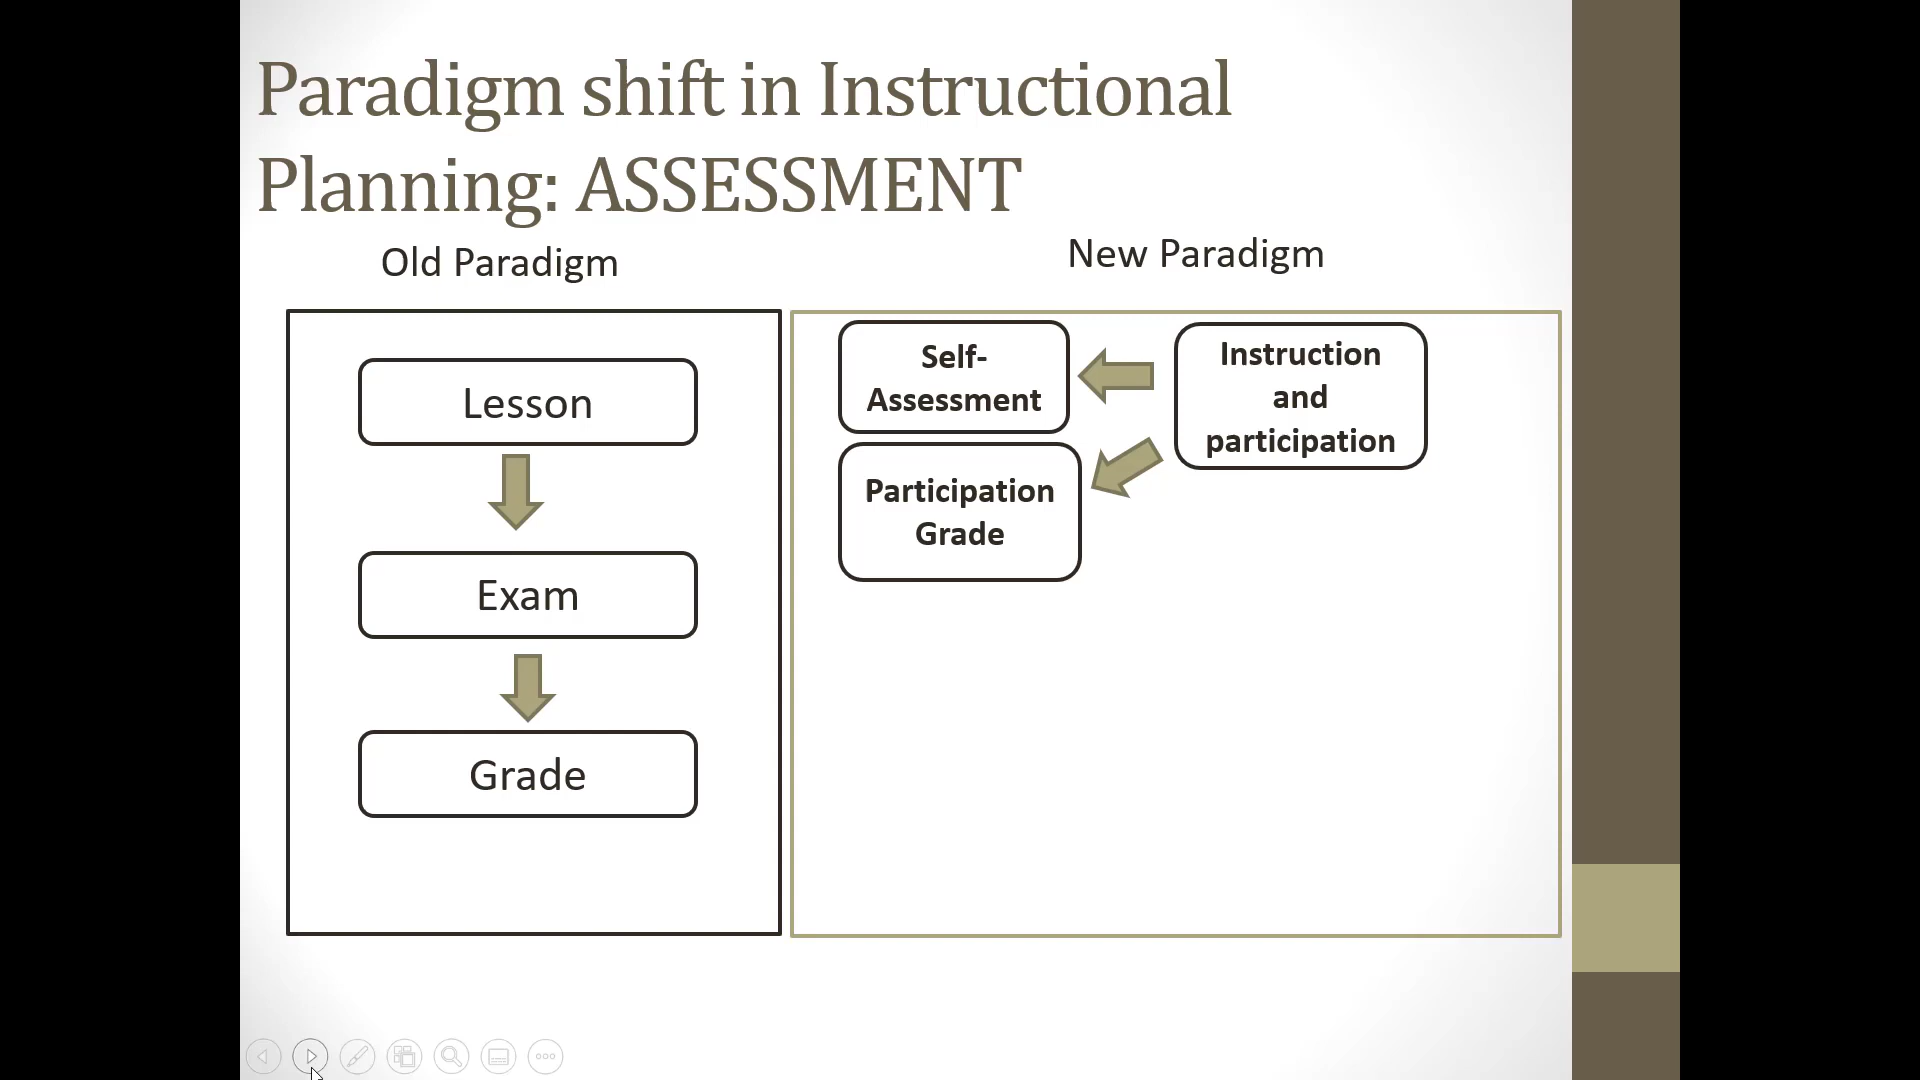 Paradigm shift in Instructional
Planning: ASSESSMENT
Old Paradigm
New Paradigm
Lesson
Exam
Grade
Self-
Assessment
Instruction
and
participation
Participation
Grade